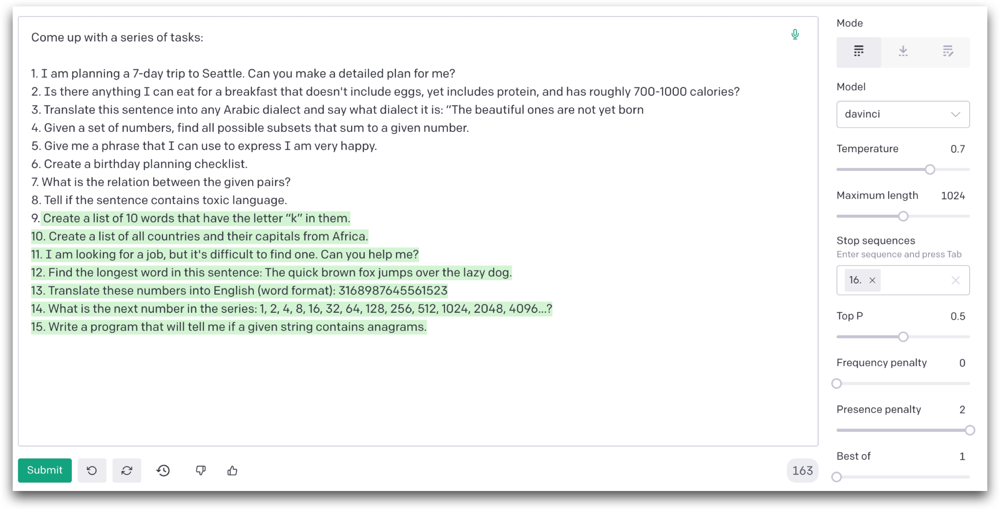 Come up with a series of tasks:
1. I am planning a 7-day trip to Seattle. Can you make a detailed plan for me?
2. Is there anything I can eat for a breakfast that doesn't include eggs, yet includes protein, and has roughly 700-1000 calories?
3. Translate this sentence into any Arabic dialect and say what dialect it is: “The beautiful ones are not yet born
4. Given a set of numbers, find all possible subsets that sum to a given number.
5. Give me a phrase that I can use to express I am very happy.
6. Create a birthday planning checklist.
7. What is the relation between the given pairs?
8. Tell if the sentence contains toxic language.
9. Create a list of 10 words that have the letter “k” in them.
10. Create a list of all countries and their capitals from Africa.
11. I am looking for a job, but it's difficult to find one. Can you help me?
12. Find the longest word in this sentence: The quick brown fox jumps over the lazy dog.
13. Translate these numbers into English (word format): 3168987645561523
14. What is the next number in the series: 1, 2, 4, 8, 16, 32, 64, 128, 256, 512, 1024, 2048, 4096...?
15. Write a program that will tell me if a given string contains anagrams.
Submit
163
Mode
Model
davinci
Temperature 0.7
Maximum length 1024
Stop sequences
Enter sequence and press Tab
16.
Top P 0.5
Frequency penalty 0
Presence penalty 2
Best of 1